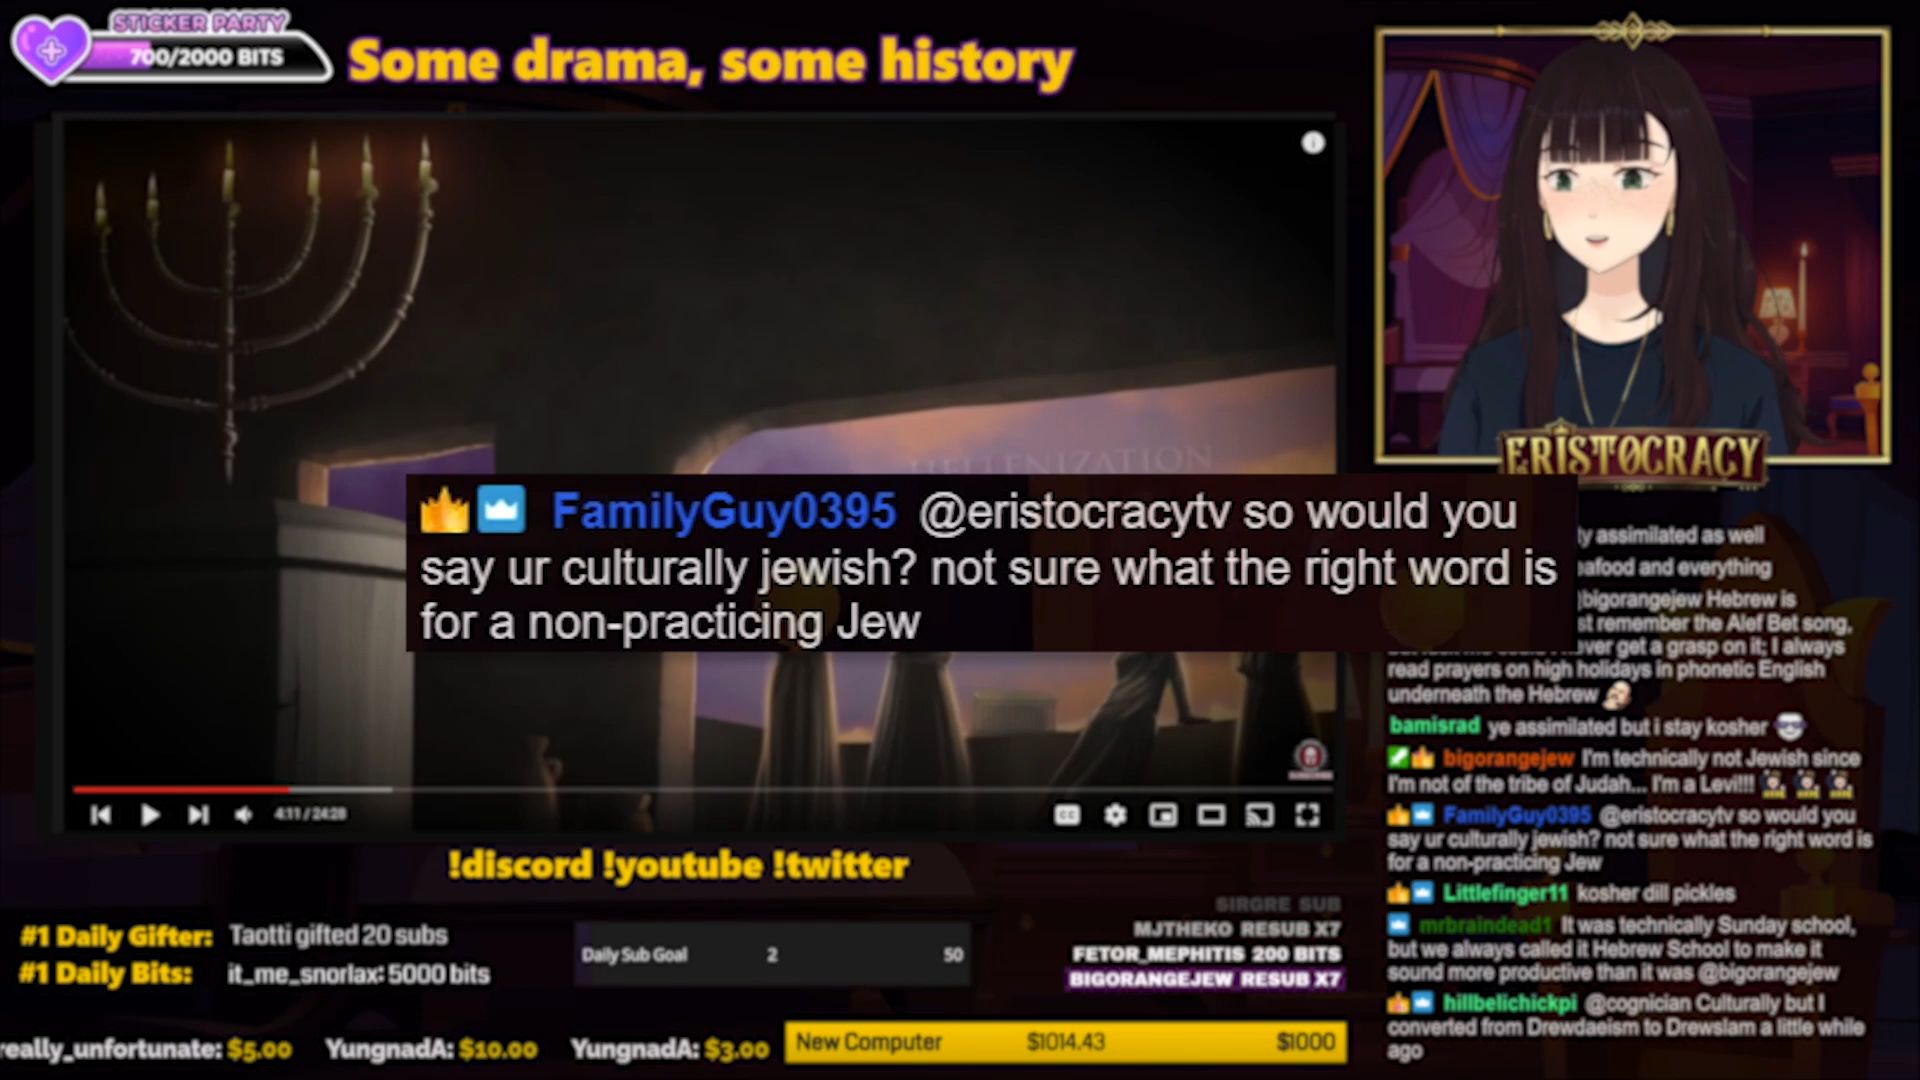 STICKER PARTY
700/2000 BITS
Some drama, some history
HELLENIZATION
ERISTOCRACY
FamilyGuy0395 @eristocracytv so would you
say ur culturally jewish? not sure what the right word is
for a non-practicing Jew
assimilated as well
and everything
bigorangejew Hebrew is
remember the Alef Bet song,
get a grasp on it; I always
read prayers on high holidays in phonetic English
underneath the Hebrew
bamisrad ye assimilated but i stay kosher
bigorangejew I'm technically not Jewish since
I'm not of the tribe of Judah... I'm a Levi!!!
FamilyGuy0395 @eristocracytv so would you
say ur culturally jewish? not sure what the right word is
for a non-practicing Jew
Littlefinger11 kosher dill pickles
mrbraindead1 It was technically Sunday school,
but we always called it Hebrew School to make it
sound more productive than it was @bigorangejew
hillbelichickpi @cognician Culturally but I
converted from Drewdaeism to Drewslam a little while
ago
4:11 / 24:28
!discord !youtube !twitter
#1 Daily Gifter: Taotti gifted 20 subs
#1 Daily Bits: it_me_snorlax: 5000 bits
Daily Sub Goal 2 50
SIRGRE SUB
MJTHEKO RESUB X7
FETOR_MEPHITIS 200 BITS
BIGORANGEJEW RESUB X7
really_unfortunate: $5.00 YungnadA: $10.00 YungnadA: $3.00
New Computer $1014.43 $1000